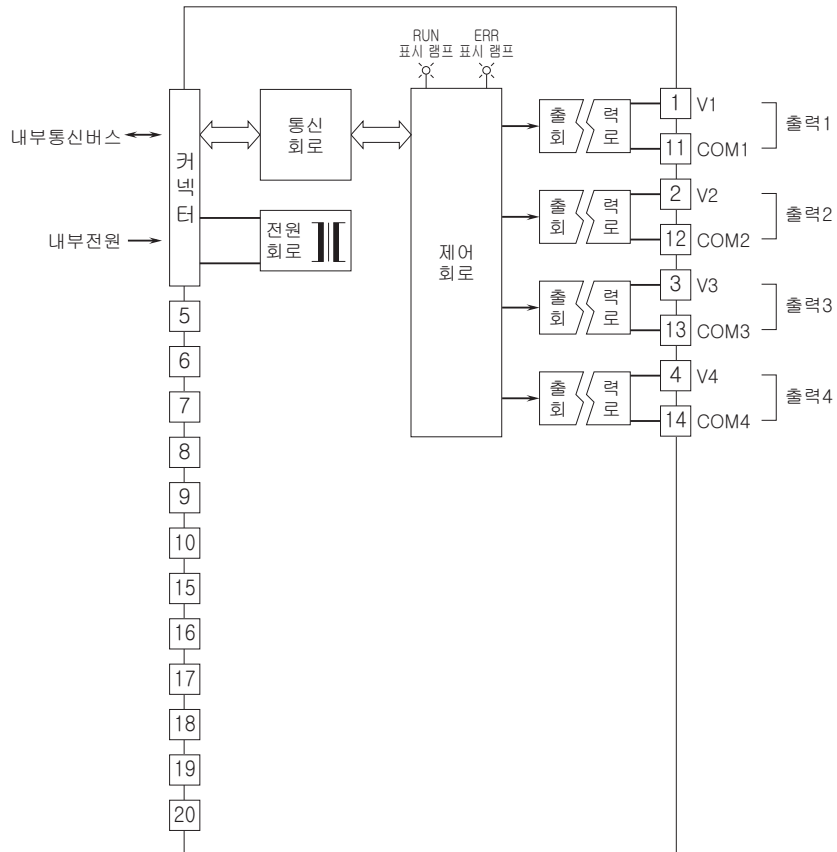 RUN
표시 램프
ERR
표시 램프
내부통신버스
커넥터
통신
회로
내부전원
전원
회로
제어
회로
출 력
회 로
1 V1
11 COM1
출력1
출 력
회 로
2 V2
12 COM2
출력2
출 력
회 로
3 V3
13 COM3
출력3
출 력
회 로
4 V4
14 COM4
출력4
5
6
7
8
9
10
15
16
17
18
19
20